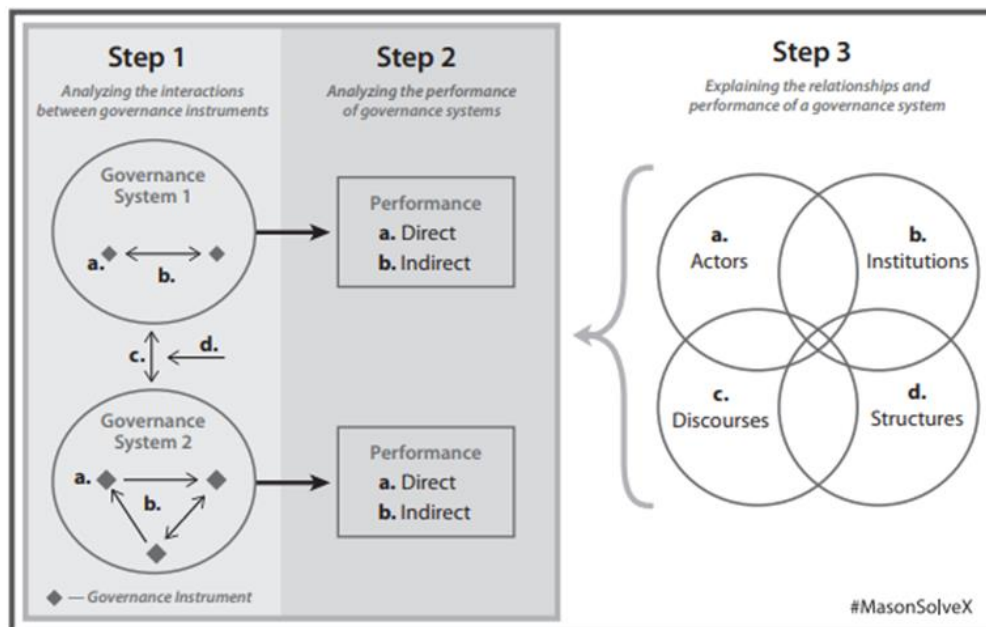 Step 1
Analyzing the interactions
between governance instruments
Governance
System 1
a.
b.
c.
d.
Governance
System 2
a.
b.
◆ — Governance Instrument
Step 2
Analyzing the performance
of governance systems
Performance
a. Direct
b. Indirect
Performance
a. Direct
b. Indirect
Step 3
Explaining the relationships and
performance of a governance system
a.
Actors
b.
Institutions
c.
Discourses
d.
Structures
#MasonSolveX